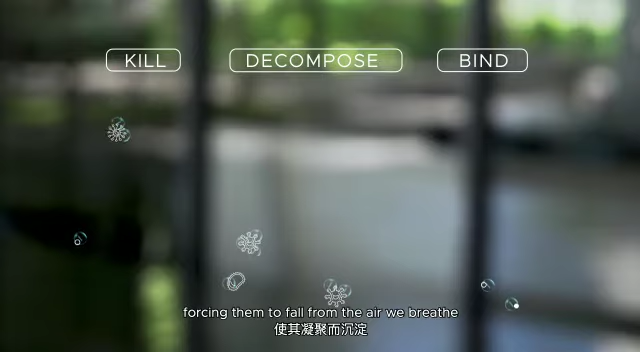 KILL DECOMPOSE BIND
forcing them to fall from the air we breathe
使其凝聚而沉淀